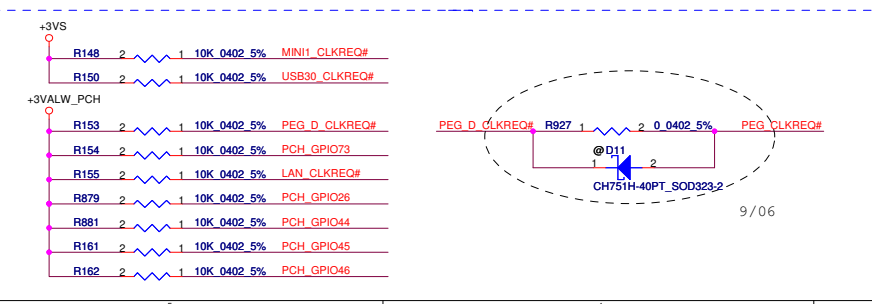 +3VS
R148 2 1 10K_0402_5% MINI1_CLKREQ#
R150 2 1 10K_0402_5% USB30_CLKREQ#
+3VALW_PCH
R153 2 1 10K_0402_5% PEG_D_CLKREQ#
R154 2 1 10K_0402_5% PCH_GPIO73
R155 2 1 10K_0402_5% LAN_CLKREQ#
R879 2 1 10K_0402_5% PCH_GPIO26
R881 2 1 10K_0402_5% PCH_GPIO44
R161 2 1 10K_0402_5% PCH_GPIO45
R162 2 1 10K_0402_5% PCH_GPIO46
PEG_D_CLKREQ# R927 1 2 0_0402_5% PEG_CLKREQ#
@D11
1 2
CH751H-40PT_SOD323-2
9/06